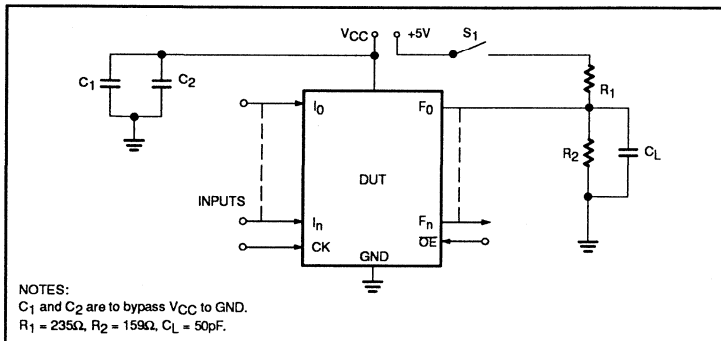 VCC +5V S1
C1 C2
R1
I0 F0
R2 CL
DUT
INPUTS
In Fn
CK OE
GND
NOTES:
C1 and C2 are to bypass VCC to GND.
R1 = 235Ω, R2 = 159Ω, CL = 50pF.